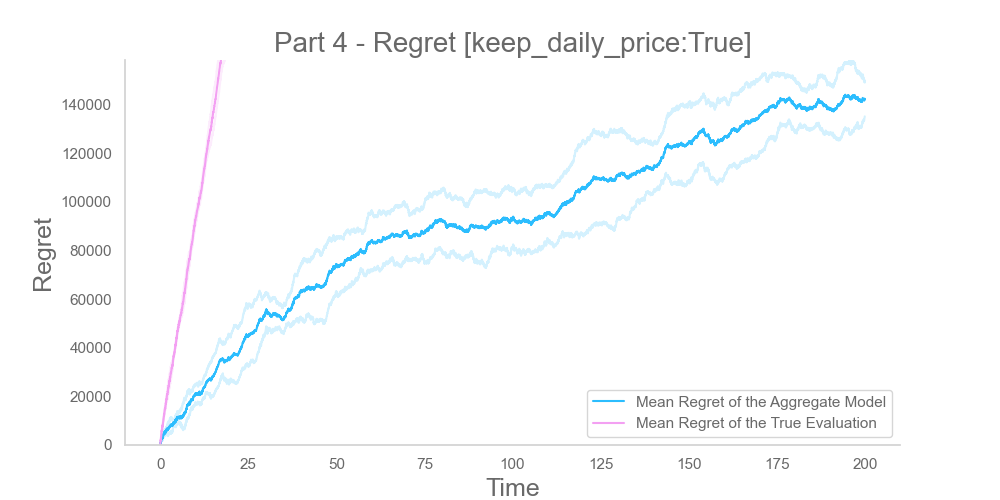 Part 4 - Regret [keep_daily_price:True]
Regret
140000
120000
100000
80000
60000
40000
20000
0
Mean Regret of the Aggregate Model
Mean Regret of the True Evaluation
0 25 50 75 100 125 150 175 200
Time